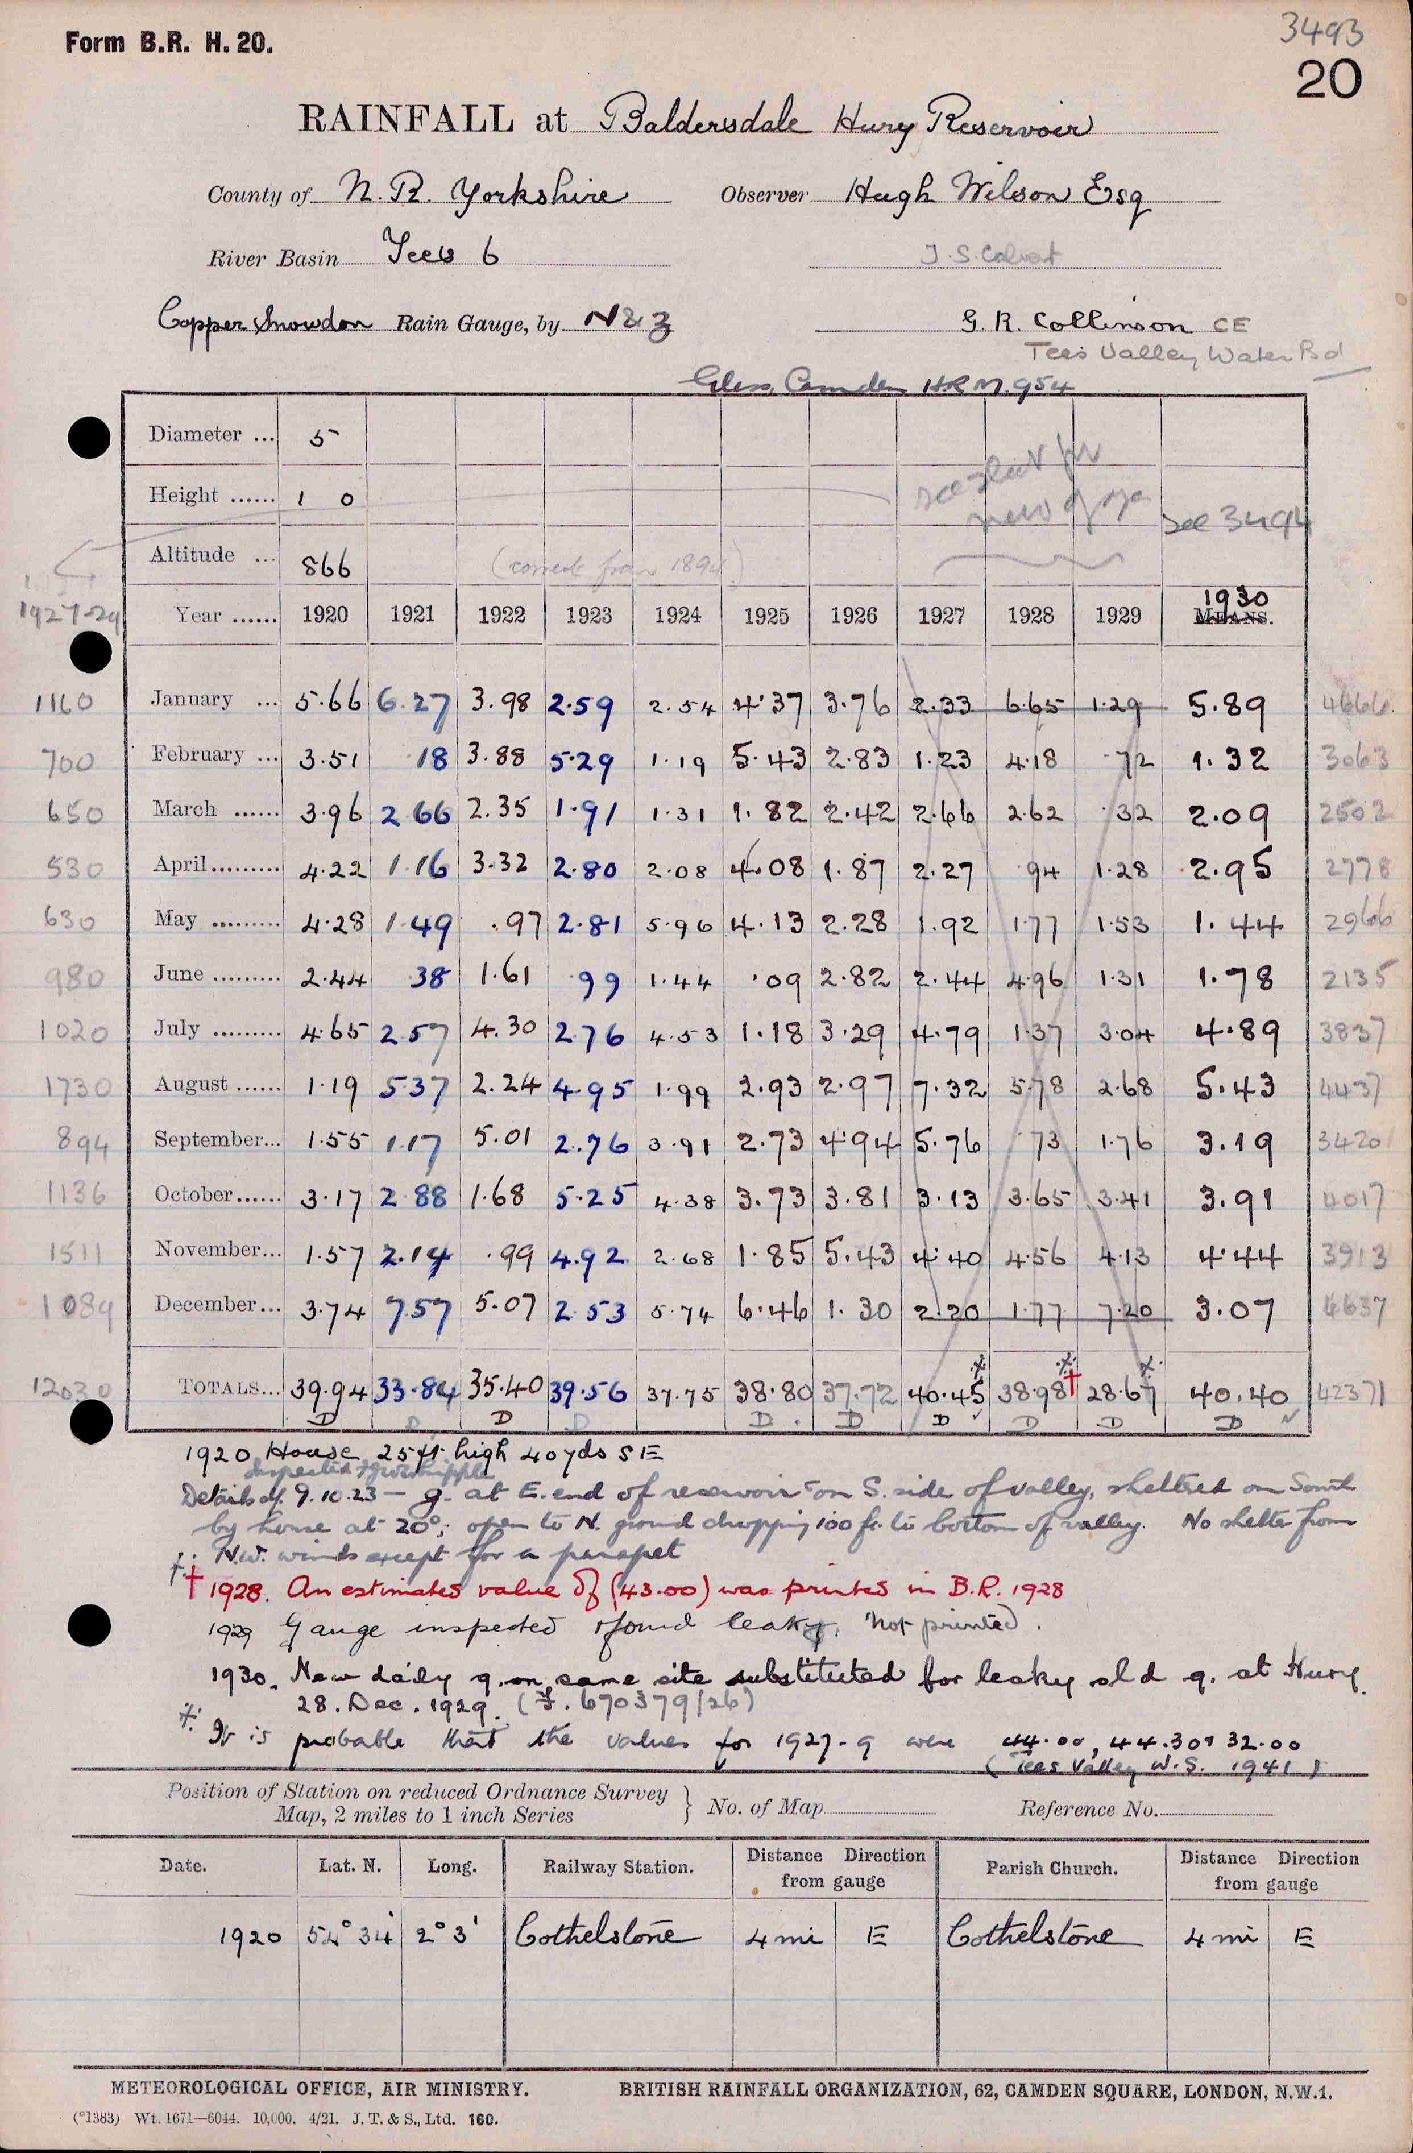 3493
Form B.R. H. 20.
20
RAINFALL at Baldersdale Hury Reservoir
County of N. R. Yorkshire Observer Hugh Wilson Esq
River Basin Tees 6 J. S. Calvert
Copper Snowdon Rain Gauge, by N & Z G. R. Collinson CE
Tees Valley Water Bd
Camden H.R.M. 954
Diameter ... 5
Height ...... 1 0 see 3494
Altitude ... 866 (correct from 1894)
1927-29 Year ...... 1920 1921 1922 1923 1924 1925 1926 1927 1928 1929 MEANS. 1930
1160 January ... 5.66 6.27 3.98 2.59 2.54 4.37 3.76 2.33 6.65 1.29 5.89 4666
700 February ... 3.51 .18 3.88 5.29 1.19 5.43 2.83 1.23 4.18 .72 1.32 3063
650 March ...... 3.96 2.66 2.35 1.91 1.31 1.82 2.42 2.66 2.62 .32 2.09 2502
530 April ......... 4.22 1.16 3.32 2.80 2.08 4.08 1.87 2.27 .94 1.28 2.95 2778
630 May ......... 4.28 1.49 .97 2.81 5.96 4.13 2.28 1.92 1.77 1.53 1.44 2966
980 June ......... 2.44 .38 1.61 .99 1.44 .09 2.82 2.44 4.96 1.31 1.78 2135
1020 July ......... 4.65 2.57 4.30 2.76 4.53 1.18 3.29 4.79 1.37 3.04 4.89 3837
1730 August ...... 1.19 5.37 2.24 4.95 1.99 2.93 2.97 7.32 5.78 2.68 5.43 4437
894 September... 1.55 1.17 5.01 2.76 3.91 2.73 4.94 5.76 .73 1.76 3.19 3420
1136 October...... 3.17 2.88 1.68 5.25 4.38 3.73 3.81 3.13 3.65 3.41 3.91 4017
1511 November... 1.57 2.14 .99 4.92 2.68 1.85 5.43 4.40 4.56 4.13 4.44 3913
1089 December... 3.74 7.57 5.07 2.53 5.74 6.46 1.30 2.20 1.77 7.20 3.07 4637
12030 TOTALS... 39.94 33.84 35.40 39.56 37.75 38.80 37.72 40.45 38.98† 28.67 40.40 42371
D D D D D D D D D D
1920 House 25 ft high 40 yds S E
Inspected
Details of 9.10.23 — g. at E. end of reservoir on S. side of valley, sheltered on South
by house at 20°; open to N. ground dropping 100 ft. to bottom of valley. No shelter from
N.W. winds except for a parapet
† 1928. An estimated value of (43.00) was printed in B.R. 1928
1929 Gauge inspected & found leaky. Not printed.
1930. New daily g. on same site substituted for leaky old g. at Hury
28. Dec. 1929. (F. 670379/26)
It is probable that the values for 1927-9 were 44.00, 44.30 & 32.00
(Tees Valley W.S. 1941)
Position of Station on reduced Ordnance Survey
Map, 2 miles to 1 inch Series } No. of Map Reference No.
Date. Lat. N. Long. Railway Station. Distance Direction from gauge Parish Church. Distance Direction from gauge
1920 54° 34' 2° 3' Cothelstone 4 mi E Cothelstone 4 mi E
METEOROLOGICAL OFFICE, AIR MINISTRY. BRITISH RAINFALL ORGANIZATION, 62, CAMDEN SQUARE, LONDON, N.W.1.
(*1383) Wt. 1671—6044. 10,000. 4/21. J. T. & S., Ltd. 160.